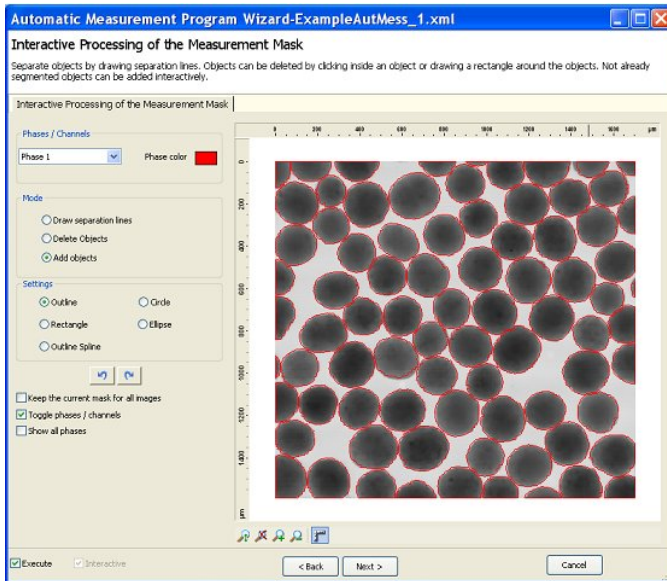 Automatic Measurement Program Wizard-ExampleAutMess_1.xml
Interactive Processing of the Measurement Mask
Separate objects by drawing separation lines. Objects can be deleted by clicking inside an object or drawing a rectangle around the objects. Not already
segmented objects can be added interactively.
Interactive Processing of the Measurement Mask
Phases / Channels
Phase 1
Phase color
Mode
Draw separation lines
Delete Objects
Add objects
Settings
Outline
Circle
Rectangle
Ellipse
Outline Spline
Keep the current mask for all images
Toggle phases / channels
Show all phases
0 200 400 600 800 1000 1200 1400 1600 µm
0
200
400
600
800
1000
1200
1400
µm
Execute
Interactive
< Back
Next >
Cancel